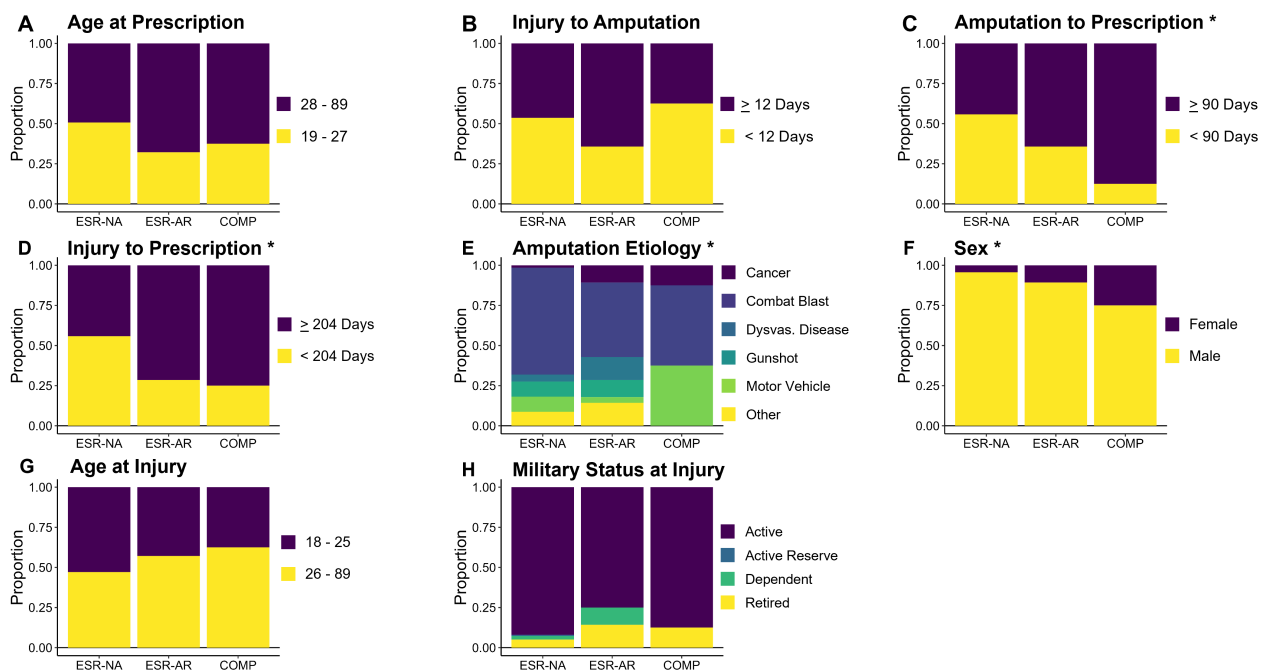 A Age at Prescription
1.00
0.75
0.50
0.25
0.00
Proportion
ESR-NA ESR-AR COMP
28 - 89
19 - 27
B Injury to Amputation
1.00
0.75
0.50
0.25
0.00
Proportion
ESR-NA ESR-AR COMP
≥ 12 Days
< 12 Days
C Amputation to Prescription *
1.00
0.75
0.50
0.25
0.00
Proportion
ESR-NA ESR-AR COMP
≥ 90 Days
< 90 Days
D Injury to Prescription *
1.00
0.75
0.50
0.25
0.00
Proportion
ESR-NA ESR-AR COMP
≥ 204 Days
< 204 Days
E Amputation Etiology *
1.00
0.75
0.50
0.25
0.00
Proportion
ESR-NA ESR-AR COMP
Cancer
Combat Blast
Dysvas. Disease
Gunshot
Motor Vehicle
Other
F Sex *
1.00
0.75
0.50
0.25
0.00
Proportion
ESR-NA ESR-AR COMP
Female
Male
G Age at Injury
1.00
0.75
0.50
0.25
0.00
Proportion
ESR-NA ESR-AR COMP
18 - 25
26 - 89
H Military Status at Injury
1.00
0.75
0.50
0.25
0.00
Proportion
ESR-NA ESR-AR COMP
Active
Active Reserve
Dependent
Retired